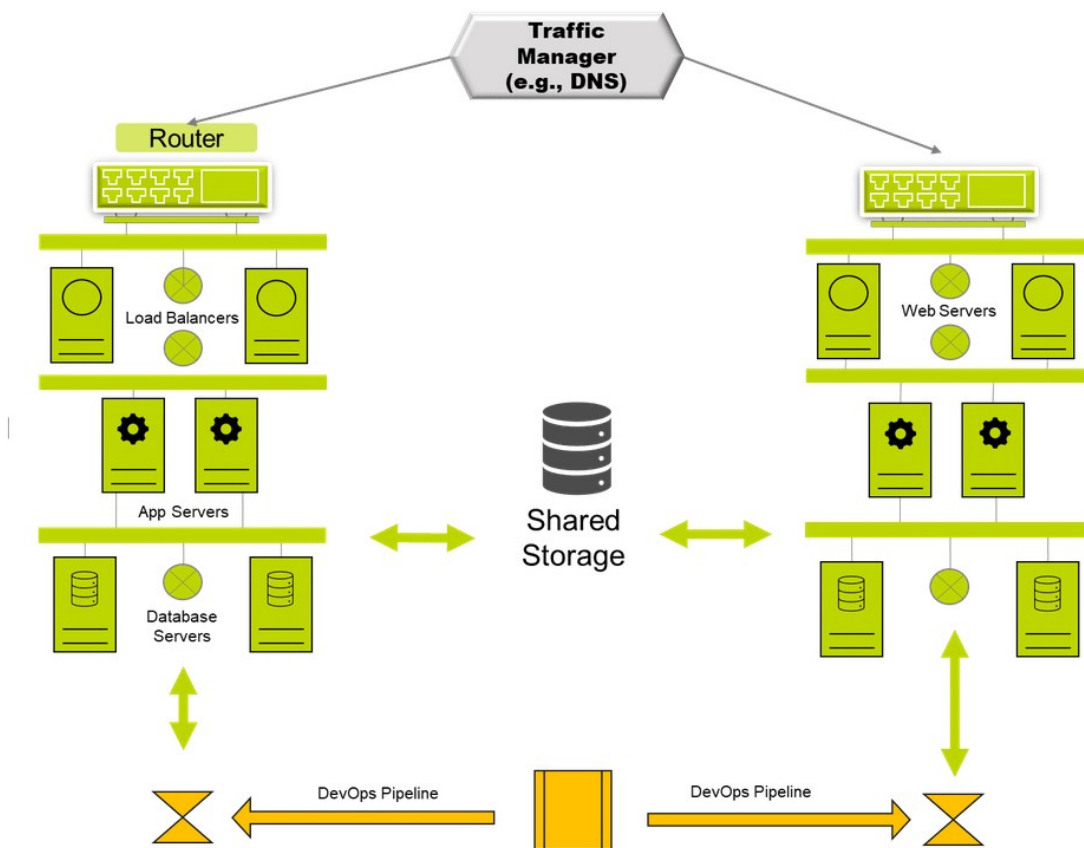 Traffic
Manager
(e.g., DNS)
Router
Load Balancers
Web Servers
App Servers
Shared
Storage
Database
Servers
DevOps Pipeline
DevOps Pipeline